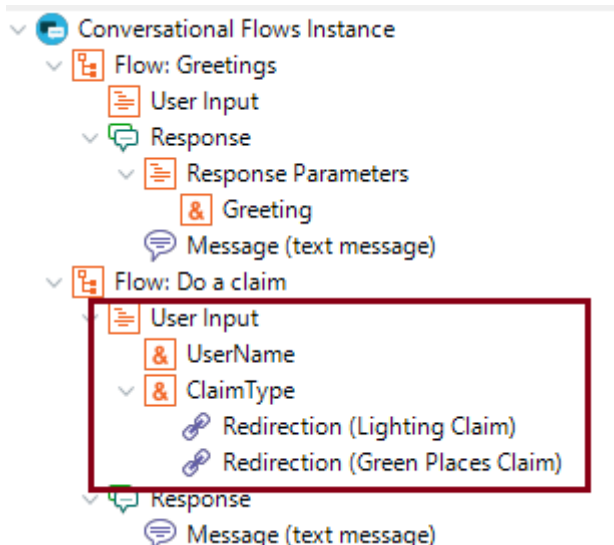 Conversational Flows Instance
Flow: Greetings
User Input
Response
Response Parameters
& Greeting
Message (text message)
Flow: Do a claim
User Input
& UserName
& ClaimType
Redirection (Lighting Claim)
Redirection (Green Places Claim)
Response
Message (text message)